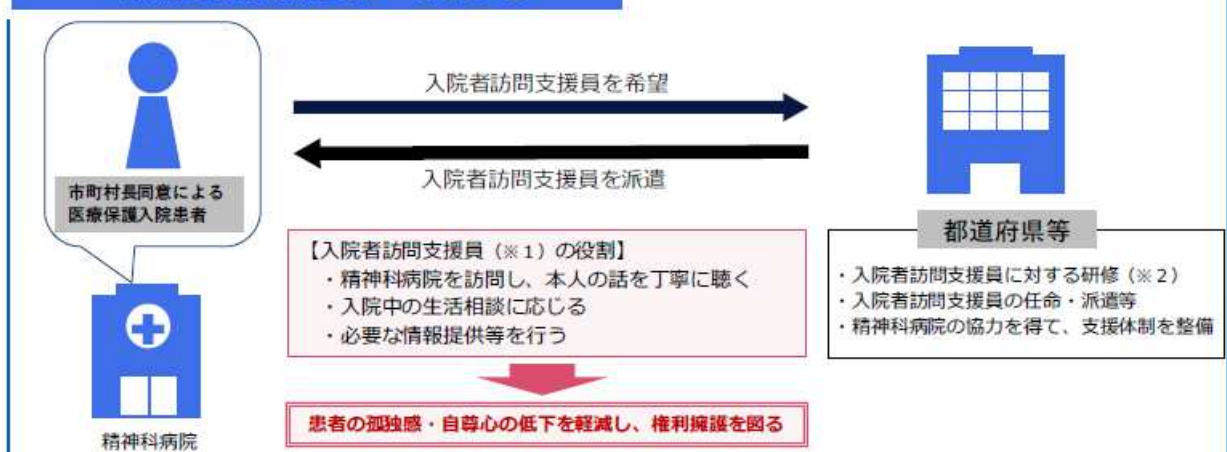 入院者訪問支援員を希望
入院者訪問支援員を派遣
市町村長同意による
医療保護入院患者
精神科病院
【入院者訪問支援員（※1）の役割】
・精神科病院を訪問し、本人の話を丁寧に聴く
・入院中の生活相談に応じる
・必要な情報提供等を行う
患者の孤独感・自尊心の低下を軽減し、権利擁護を図る
都道府県等
・入院者訪問支援員に対する研修（※2）
・入院者訪問支援員の任命・派遣等
・精神科病院の協力を得て、支援体制を整備